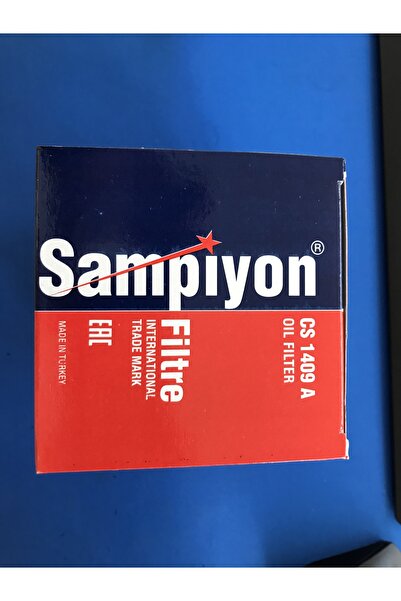 Sampiyon®
Filtre
INTERNATIONAL
TRADE MARK
EAC
MADE IN TURKEY
CS 1409 A
OIL FILTER